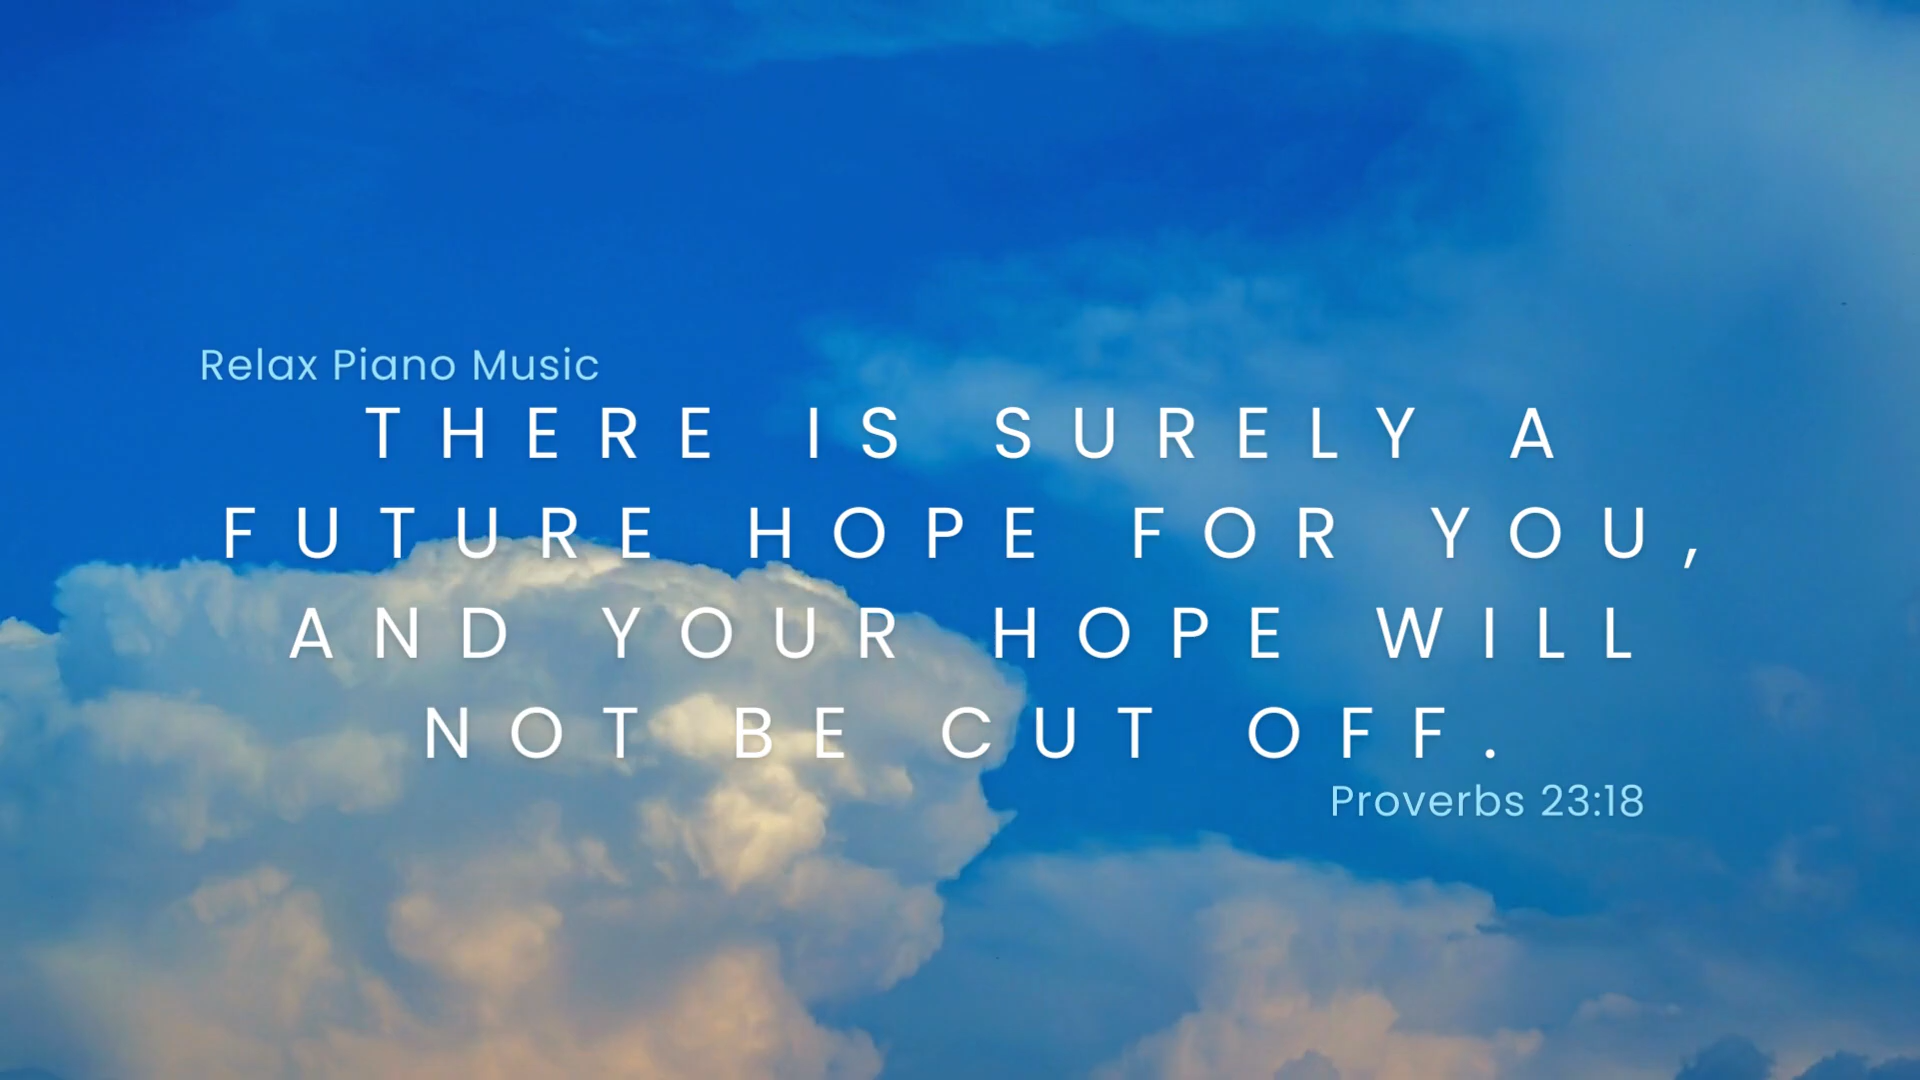 Relax Piano Music
THERE IS SURELY A
FUTURE HOPE FOR YOU,
AND YOUR HOPE WILL
NOT BE CUT OFF.
Proverbs 23:18